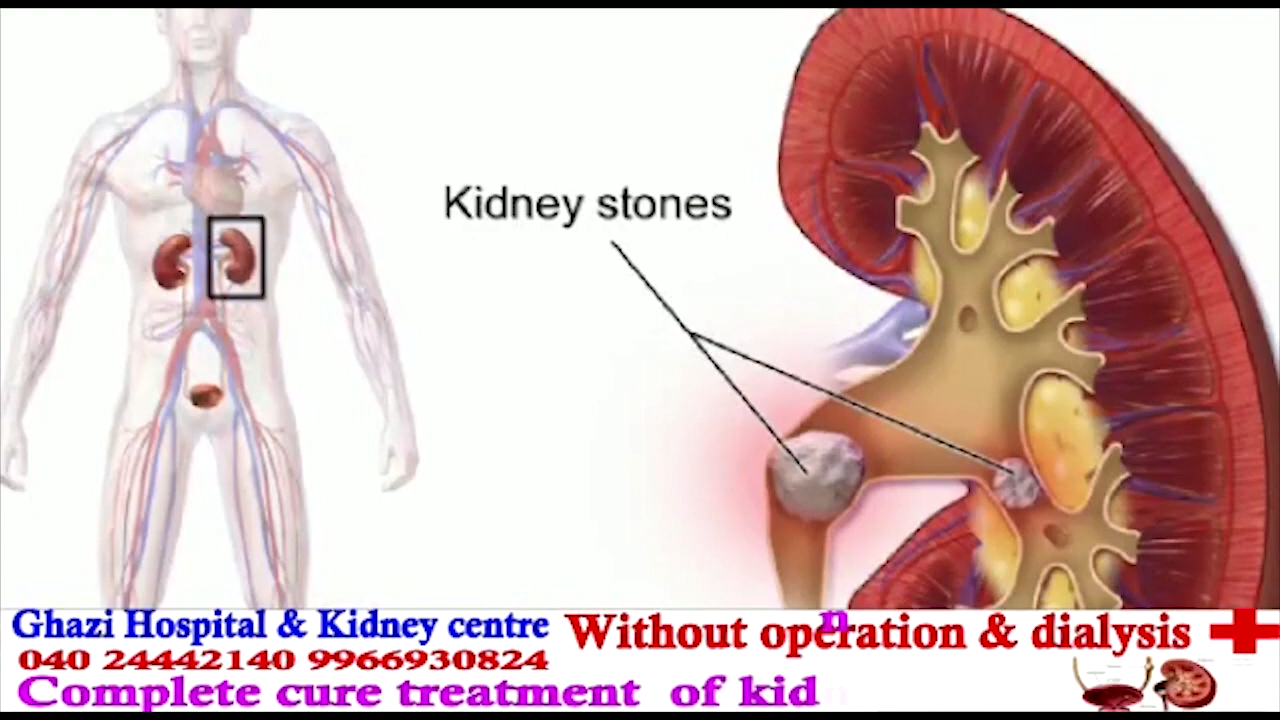 Kidney stones
Ghazi Hospital & Kidney centre
040 24442140 9966930824
Without operation & dialysis
Complete cure treatment of kid